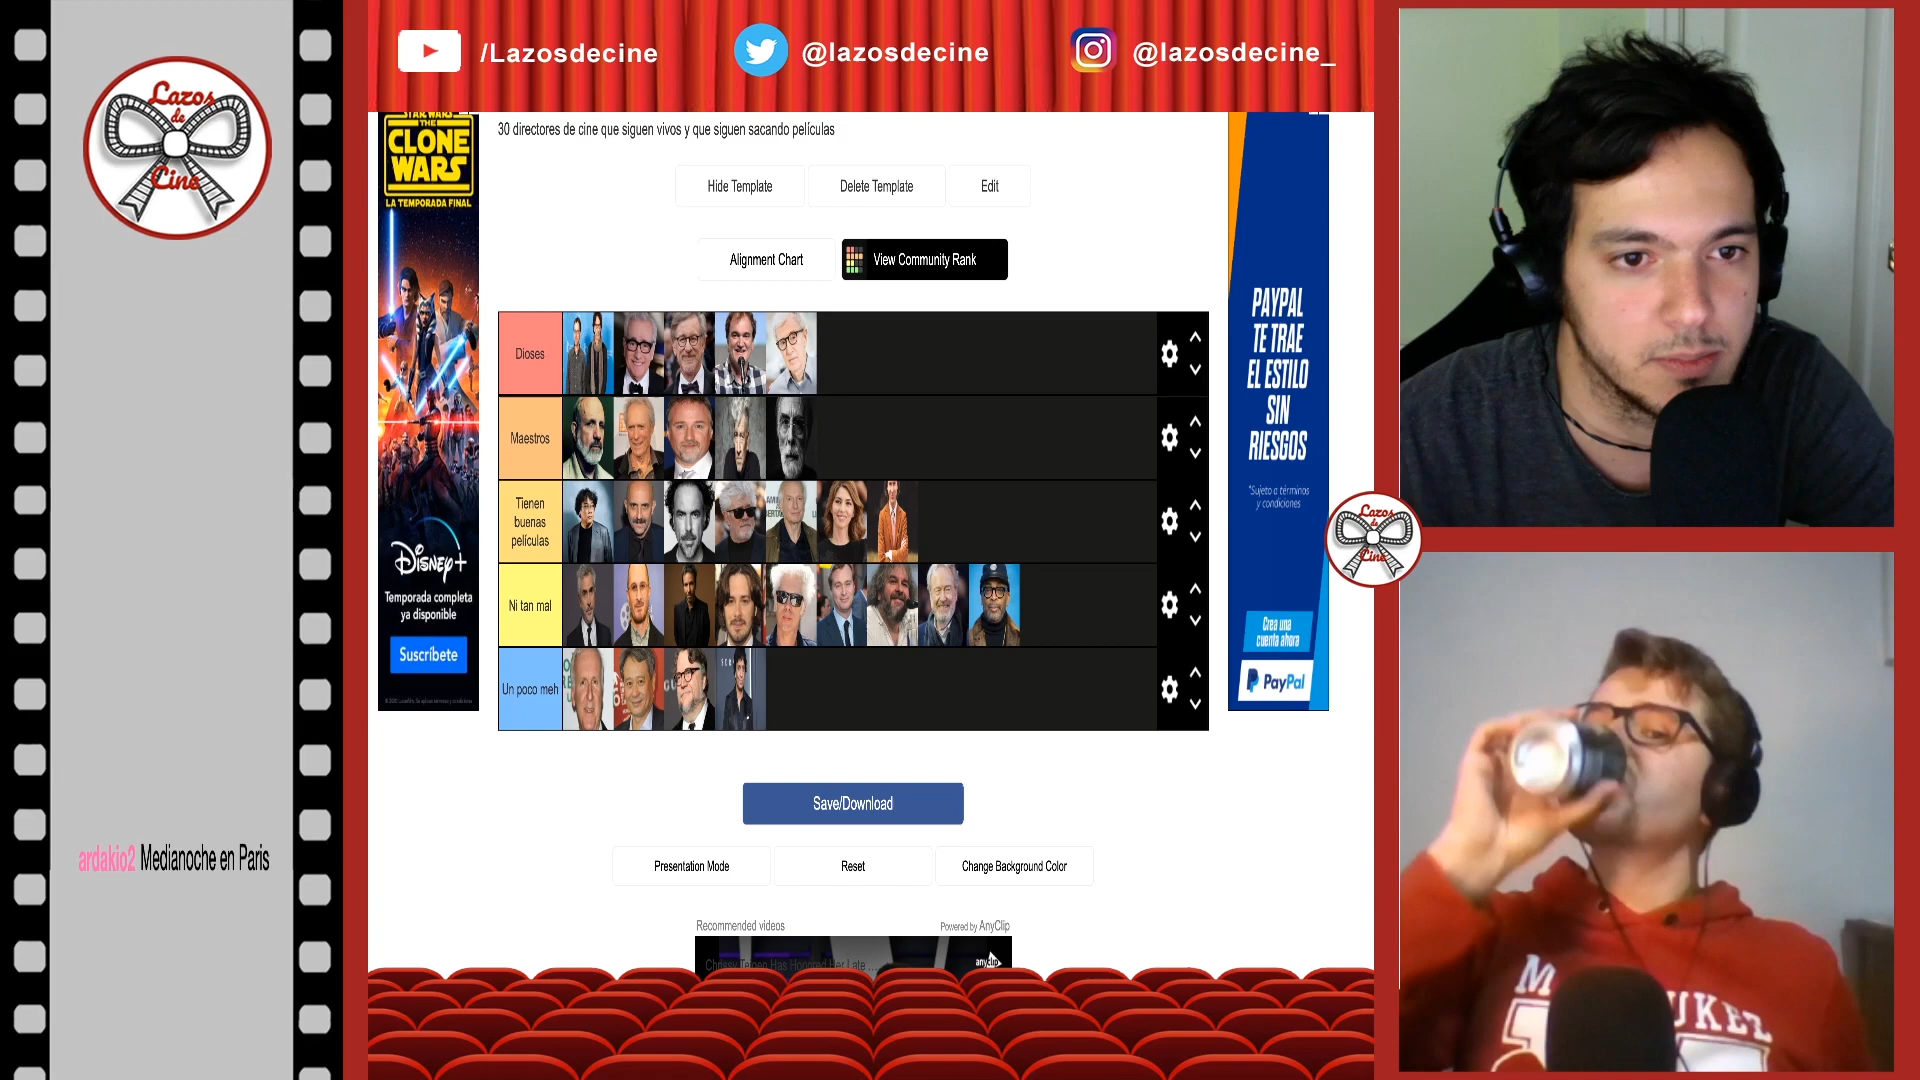 Lazos
de
Cine
ardakio2 Medianoche en Paris
/Lazosdecine
@lazosdecine
@lazosdecine_
STAR WARS
THE
CLONE
WARS
LA TEMPORADA FINAL
Disney+
Temporada completa
ya disponible
Suscríbete
30 directores de cine que siguen vivos y que siguen sacando películas
Hide Template
Delete Template
Edit
Alignment Chart
View Community Rank
Dioses
Maestros
Tienen
buenas
películas
Ni tan mal
Un poco meh
Save/Download
Presentation Mode
Reset
Change Background Color
Recommended videos
Powered by AnyClip
anyclip
PAYPAL
TE TRAE
EL ESTILO
SIN
RIESGOS
*Sujeto a términos
y condiciones
Crea una
cuenta ahora
PayPal
Lazos
de
Cine